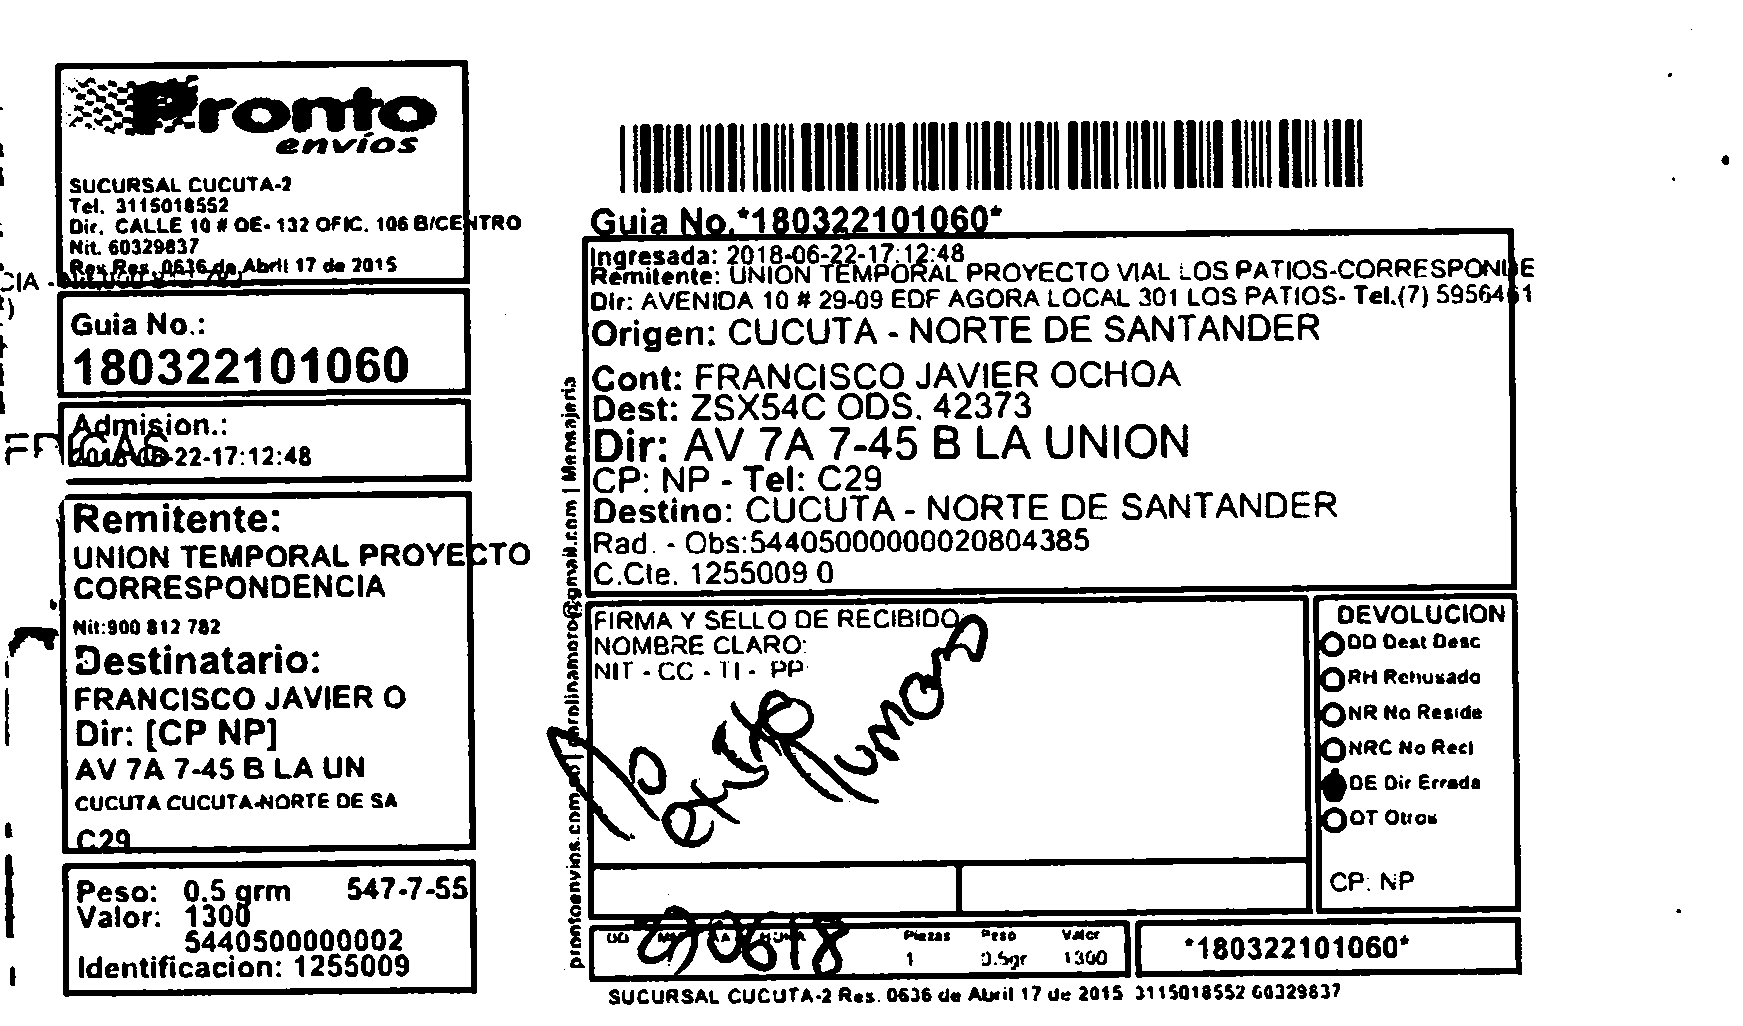 Pronto
envíos
SUCURSAL CUCUTA-2
Tel. 3115018552
Dir. CALLE 10 # OE- 132 OFIC. 106 B/CENTRO
Nit. 60329837
Res Res. 0636 de Abril 17 de 2015
Guia No.:
180322101060
Admision.:
2018-06-22-17:12:48
Remitente:
UNION TEMPORAL PROYECTO
CORRESPONDENCIA
Nit:900 812 782
Destinatario:
FRANCISCO JAVIER O
Dir: [CP NP]
AV 7A 7-45 B LA UN
CUCUTA CUCUTA-NORTE DE SA
C29
Peso: 0.5 grm 547-7-55
Valor: 1300
5440500000002
Identificacion: 1255009
prontoenvios.com.co | carolinamoro@gmail.com | Mensajeria
Guia No.*180322101060*
Ingresada: 2018-06-22-17:12:48
Remitente: UNION TEMPORAL PROYECTO VIAL LOS PATIOS-CORRESPONDE
Dir: AVENIDA 10 # 29-09 EDF AGORA LOCAL 301 LOS PATIOS- Tel.(7) 5956461
Origen: CUCUTA - NORTE DE SANTANDER
Cont: FRANCISCO JAVIER OCHOA
Dest: ZSX54C ODS. 42373
Dir: AV 7A 7-45 B LA UNION
CP: NP - Tel: C29
Destino: CUCUTA - NORTE DE SANTANDER
Rad. - Obs:54405000000020804385
C.Cte. 1255009 0
FIRMA Y SELLO DE RECIBIDO
NOMBRE CLARO:
NIT - CC - TI - PP
No
existe
DEVOLUCION
DD Dest Desc
RH Rehusado
NR No Reside
NRC No Recl
DE Dir Errada
OT Otros
CP: NP
DD
Piezas Peso Valor
1 0.5gr 1300
*180322101060*
SUCURSAL CUCUTA-2 Res. 0636 de Abril 17 de 2015 3115018552 60329837